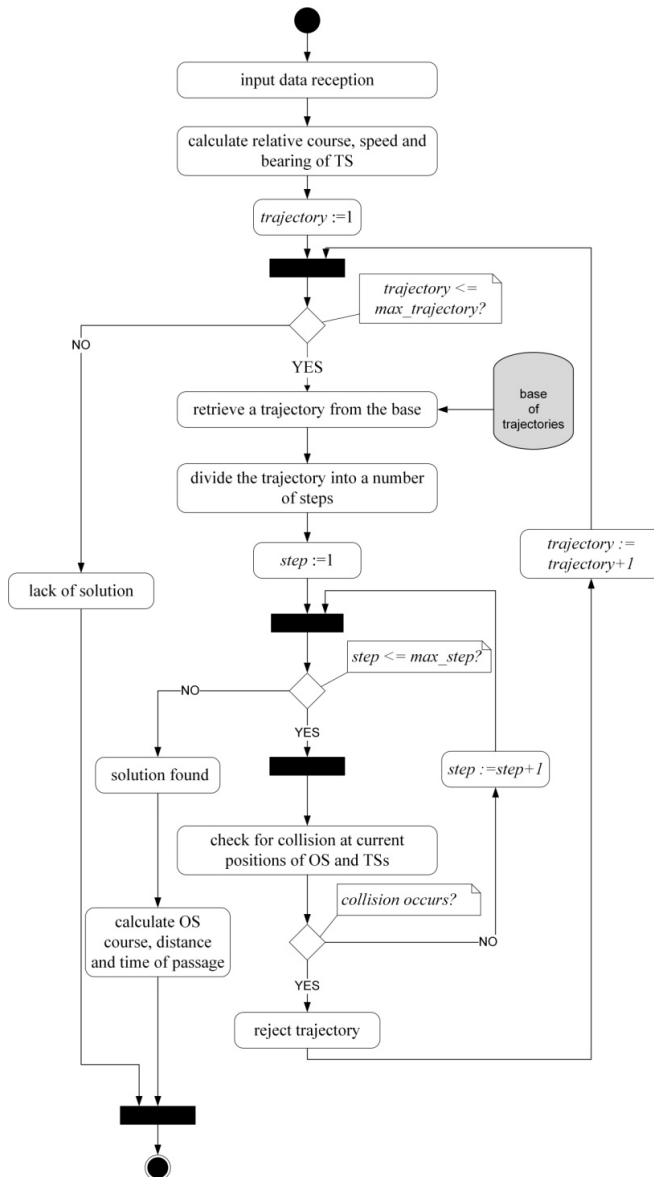 input data reception
calculate relative course, speed and
bearing of TS
trajectory :=1
trajectory <=
max_trajectory?
NO
YES
retrieve a trajectory from the base
base
of
trajectories
divide the trajectory into a number
of steps
step :=1
trajectory :=
trajectory+1
lack of solution
step <= max_step?
NO
YES
solution found
step :=step+1
check for collision at current
positions of OS and TSs
collision occurs?
calculate OS
course, distance
and time of passage
NO
YES
reject trajectory